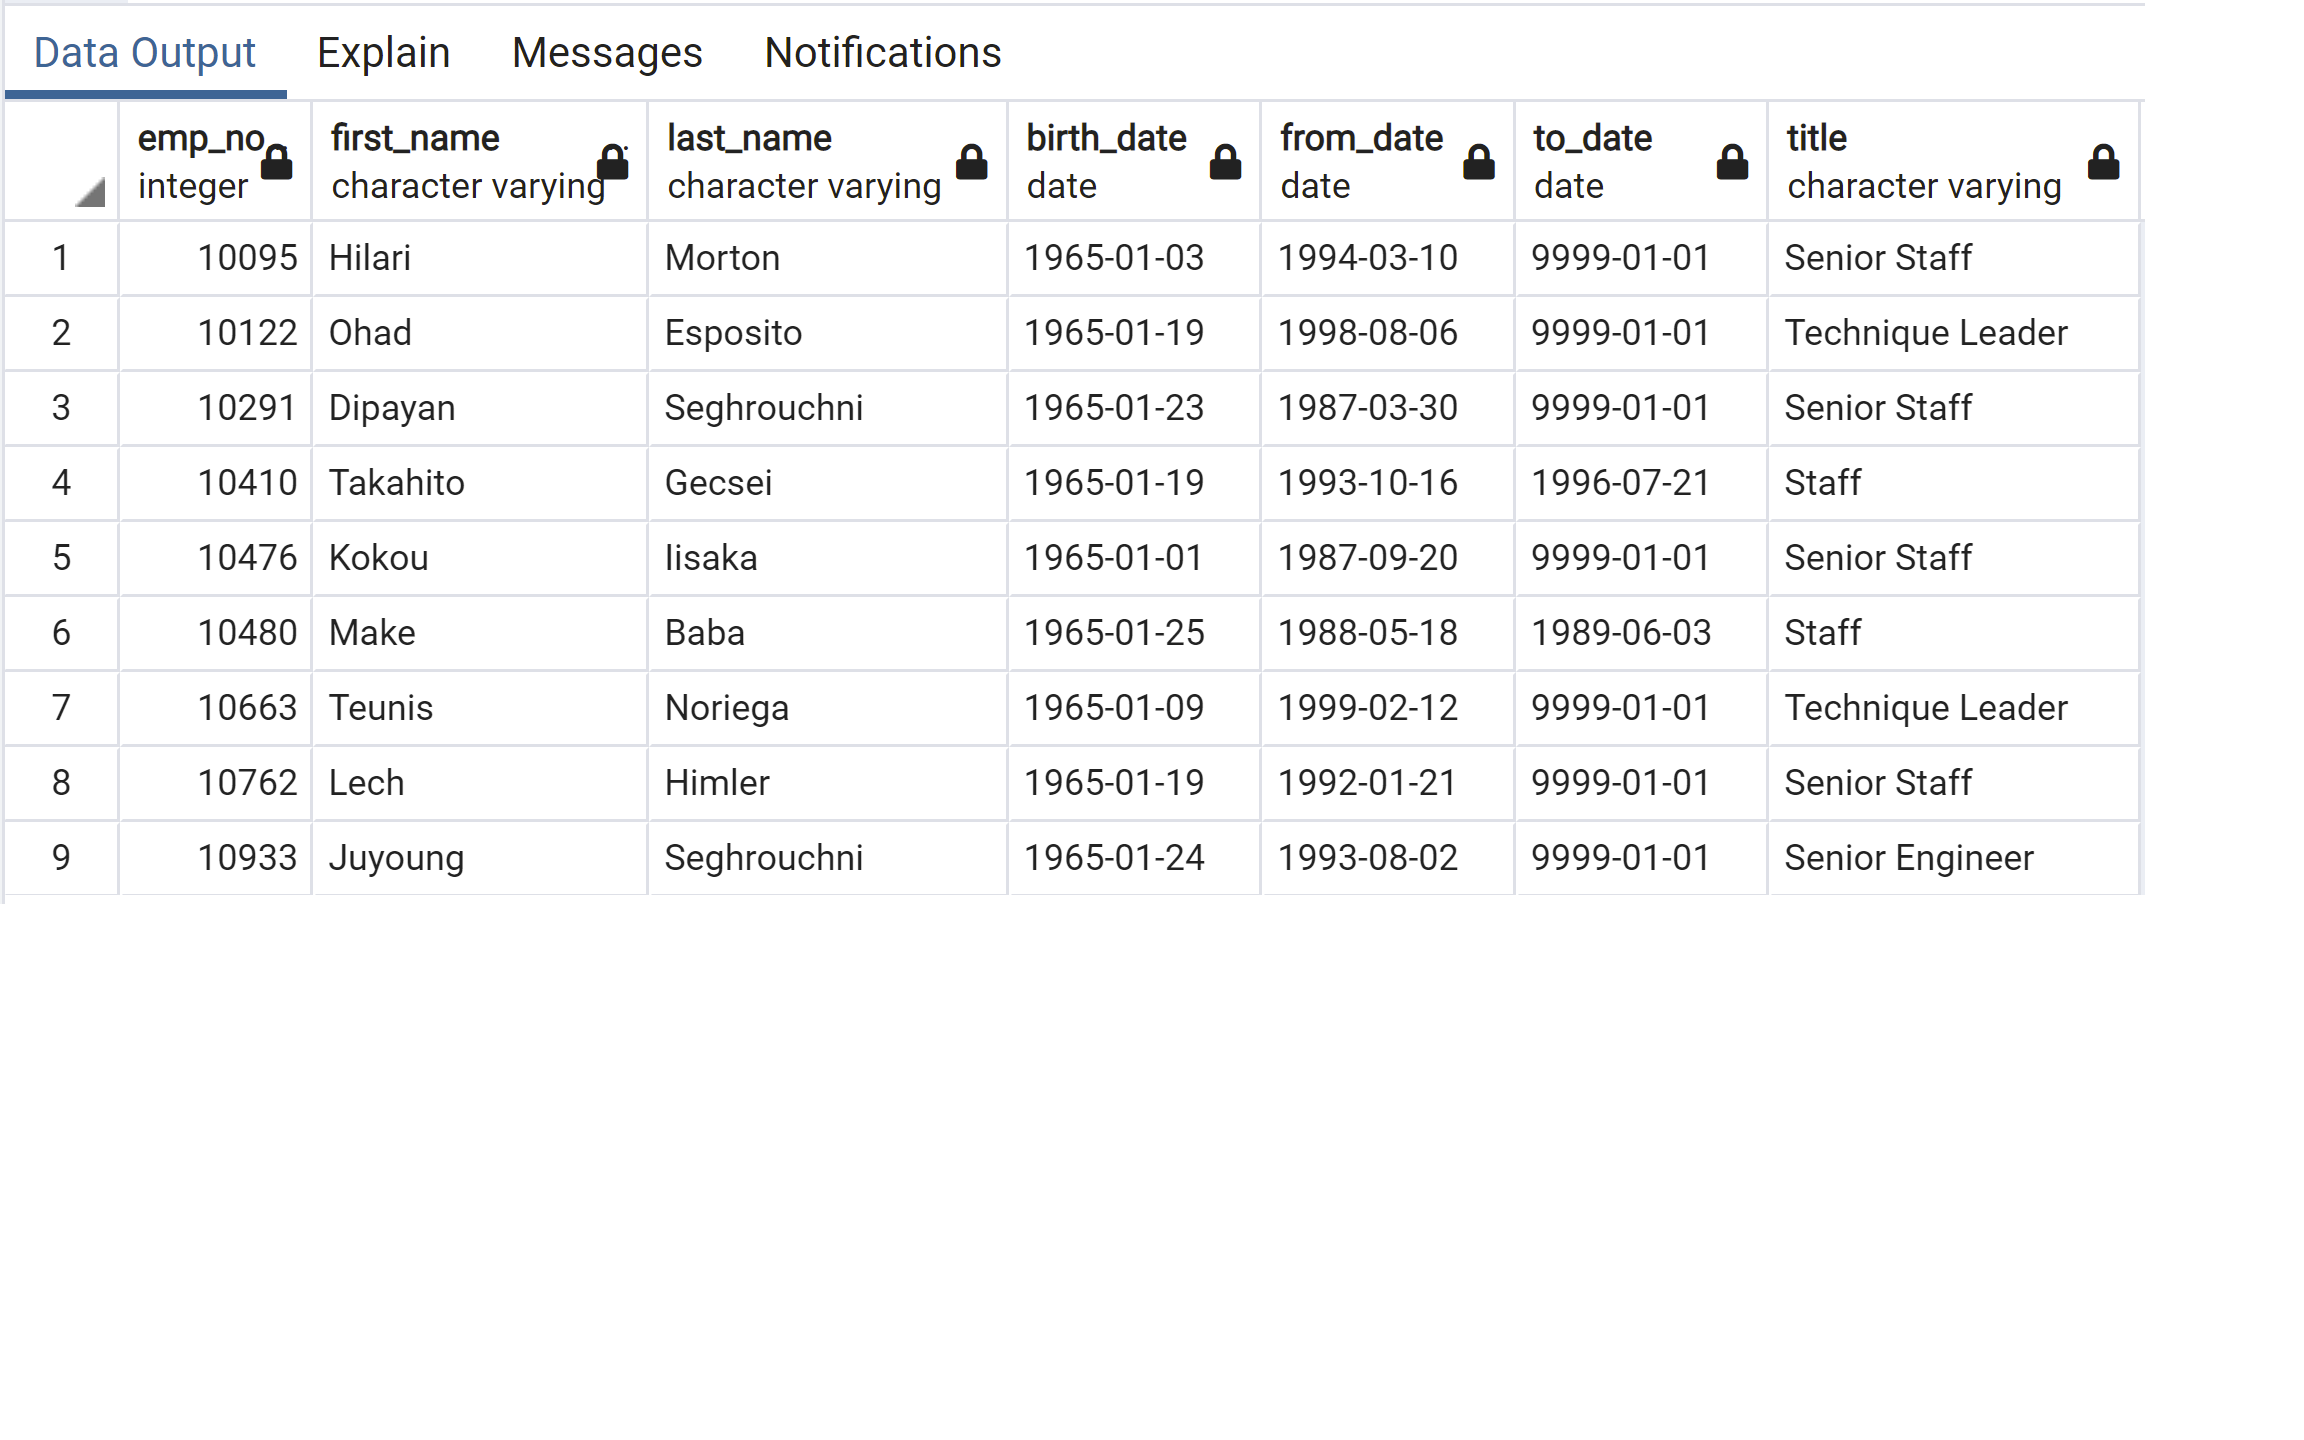 Data Output Explain Messages Notifications
emp_no first_name last_name birth_date from_date to_date title
integer character varying character varying date date date character varying
1 10095 Hilari Morton 1965-01-03 1994-03-10 9999-01-01 Senior Staff
2 10122 Ohad Esposito 1965-01-19 1998-08-06 9999-01-01 Technique Leader
3 10291 Dipayan Seghrouchni 1965-01-23 1987-03-30 9999-01-01 Senior Staff
4 10410 Takahito Gecsei 1965-01-19 1993-10-16 1996-07-21 Staff
5 10476 Kokou Iisaka 1965-01-01 1987-09-20 9999-01-01 Senior Staff
6 10480 Make Baba 1965-01-25 1988-05-18 1989-06-03 Staff
7 10663 Teunis Noriega 1965-01-09 1999-02-12 9999-01-01 Technique Leader
8 10762 Lech Himler 1965-01-19 1992-01-21 9999-01-01 Senior Staff
9 10933 Juyoung Seghrouchni 1965-01-24 1993-08-02 9999-01-01 Senior Engineer